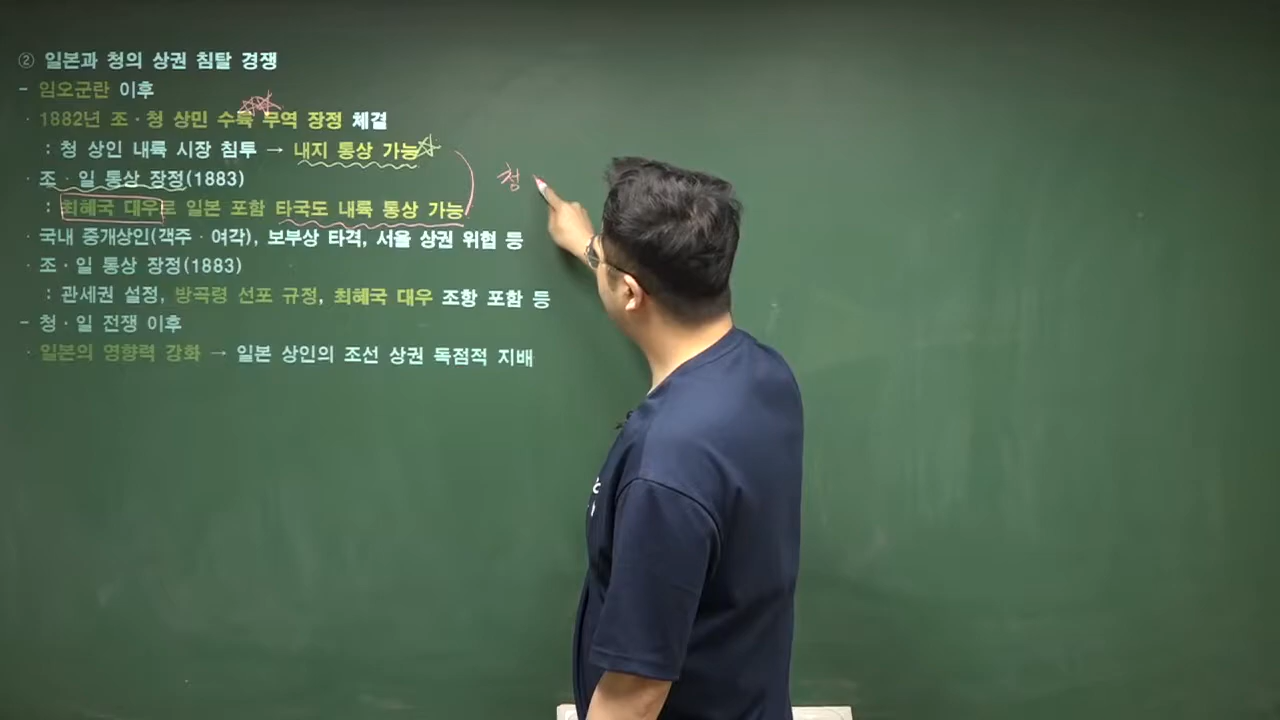 ② 일본과 청의 상권 침탈 경쟁
- 임오군란 이후
· 1882년 조·청 상민 수륙 무역 장정 체결
: 청 상인 내륙 시장 침투 → 내지 통상 가능
· 조·일 통상 장정(1883)
: 최혜국 대우로 일본 포함 타국도 내륙 통상 가능
청
· 국내 중개상인(객주·여각), 보부상 타격, 서울 상권 위협 등
· 조·일 통상 장정(1883)
: 관세권 설정, 방곡령 선포 규정, 최혜국 대우 조항 포함 등
- 청·일 전쟁 이후
· 일본의 영향력 강화 → 일본 상인의 조선 상권 독점적 지배